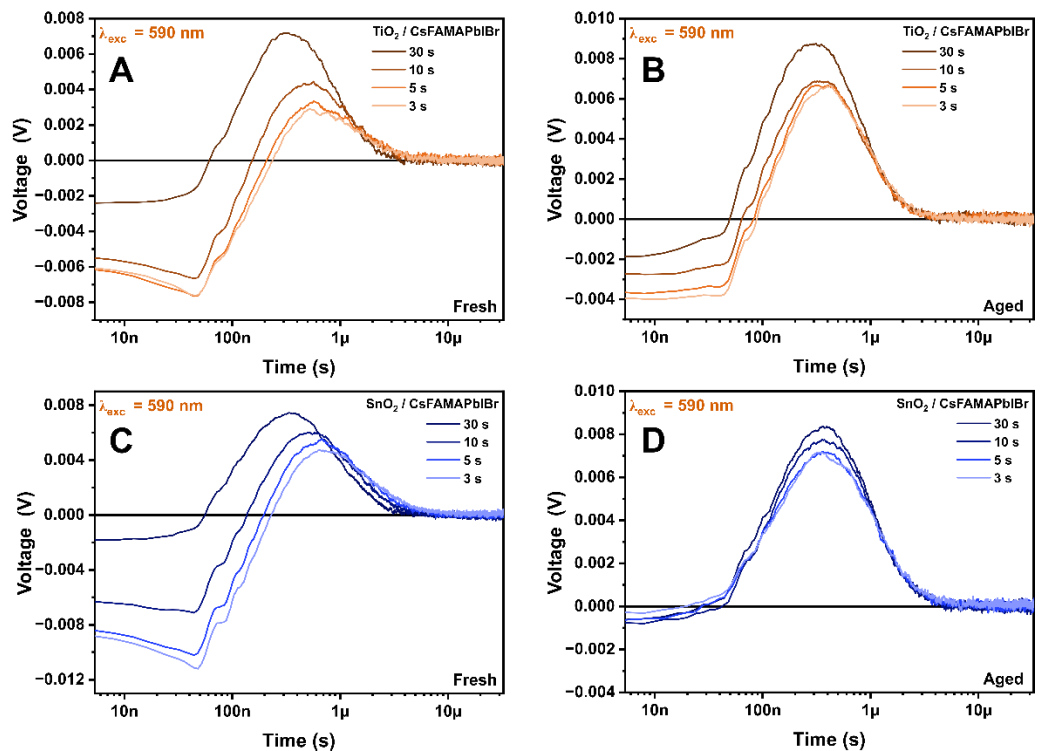 λexc = 590 nm
TiO2 / CsFAMAPbIBr
A
30 s
10 s
5 s
3 s
0.008
0.006
0.004
0.002
0.000
−0.002
−0.004
−0.006
−0.008
Voltage (V)
Fresh
10n
100n
1µ
10µ
Time (s)
λexc = 590 nm
TiO2 / CsFAMAPbIBr
B
30 s
10 s
5 s
3 s
0.010
0.008
0.006
0.004
0.002
0.000
−0.002
−0.004
Voltage (V)
Aged
10n
100n
1µ
10µ
Time (s)
λexc = 590 nm
SnO2 / CsFAMAPbIBr
C
30 s
10 s
5 s
3 s
0.008
0.004
0.000
−0.004
−0.008
−0.012
Voltage (V)
Fresh
10n
100n
1µ
10µ
Time (s)
λexc = 590 nm
SnO2 / CsFAMAPbIBr
D
30 s
10 s
5 s
3 s
0.010
0.008
0.006
0.004
0.002
0.000
−0.002
−0.004
Voltage (V)
Aged
10n
100n
1µ
10µ
Time (s)